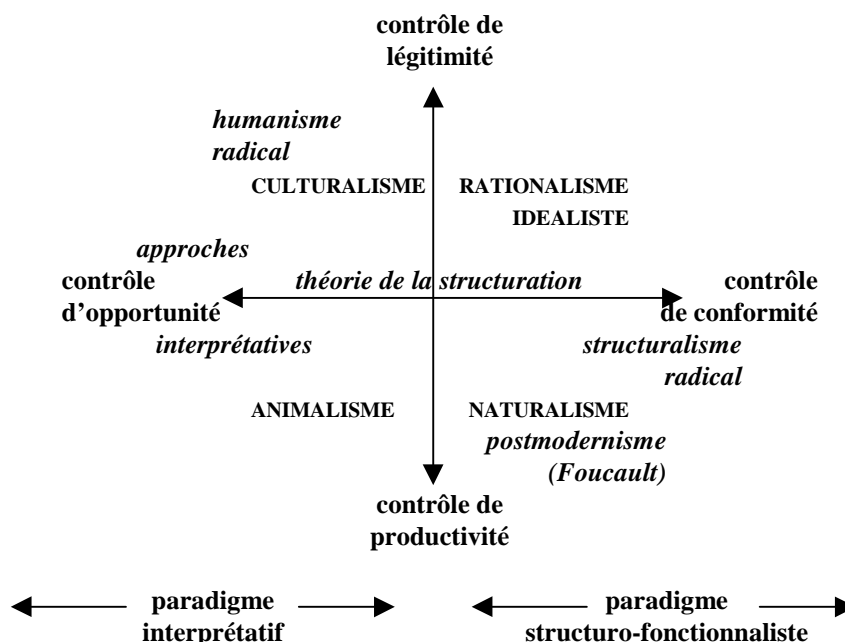 contrôle de
légitimité
humanisme
radical
CULTURALISME
RATIONALISME
IDEALISTE
approches
contrôle
d’opportunité
interprétatives
théorie de la structuration
contrôle
de conformité
structuralisme
radical
ANIMALISME
NATURALISME
postmodernisme
(Foucault)
contrôle de
productivité
paradigme
interprétatif
paradigme
structuro-fonctionnaliste